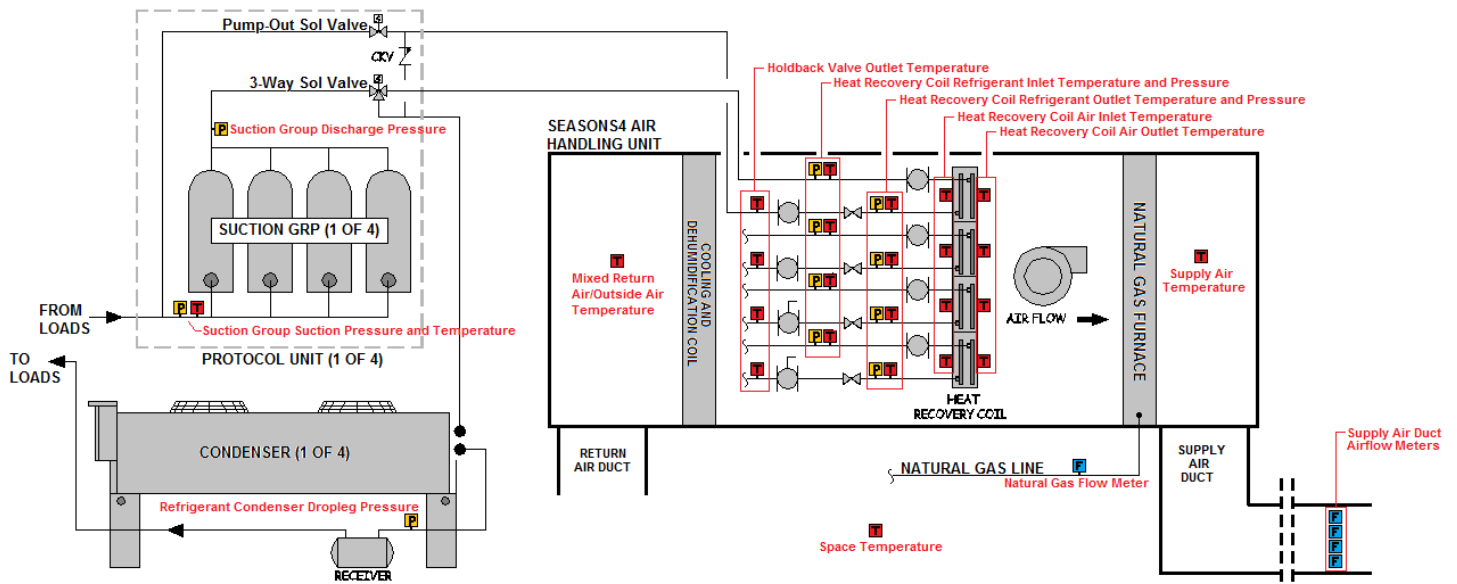 Pump-Out Sol Valve
CKV
3-Way Sol Valve
P Suction Group Discharge Pressure
SUCTION GRP (1 OF 4)
FROM
LOADS
P T
Suction Group Suction Pressure and Temperature
TO
LOADS
PROTOCOL UNIT (1 OF 4)
CONDENSER (1 OF 4)
Refrigerant Condenser Dropleg Pressure
P
RECEIVER
Holdback Valve Outlet Temperature
Heat Recovery Coil Refrigerant Inlet Temperature and Pressure
Heat Recovery Coil Refrigerant Outlet Temperature and Pressure
Heat Recovery Coil Air Inlet Temperature
Heat Recovery Coil Air Outlet Temperature
SEASONS4 AIR
HANDLING UNIT
T
Mixed Return
Air/Outside Air
Temperature
COOLING AND
DEHUMIDIFICATION COIL
P T
T T
T P T
P T
T T
T P T
P T
T T
T P T
P T
T T
T P T
HEAT
RECOVERY COIL
AIR FLOW
NATURAL GAS FURNACE
T
Supply Air
Temperature
RETURN
AIR DUCT
NATURAL GAS LINE
F
Natural Gas Flow Meter
SUPPLY
AIR
DUCT
Supply Air Duct
Airflow Meters
F
F
F
F
T
Space Temperature